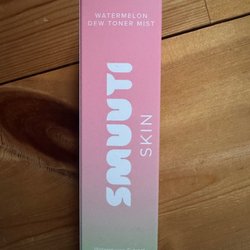 WATERMELON
DEW TONER MIST
SMUUTI
SKIN